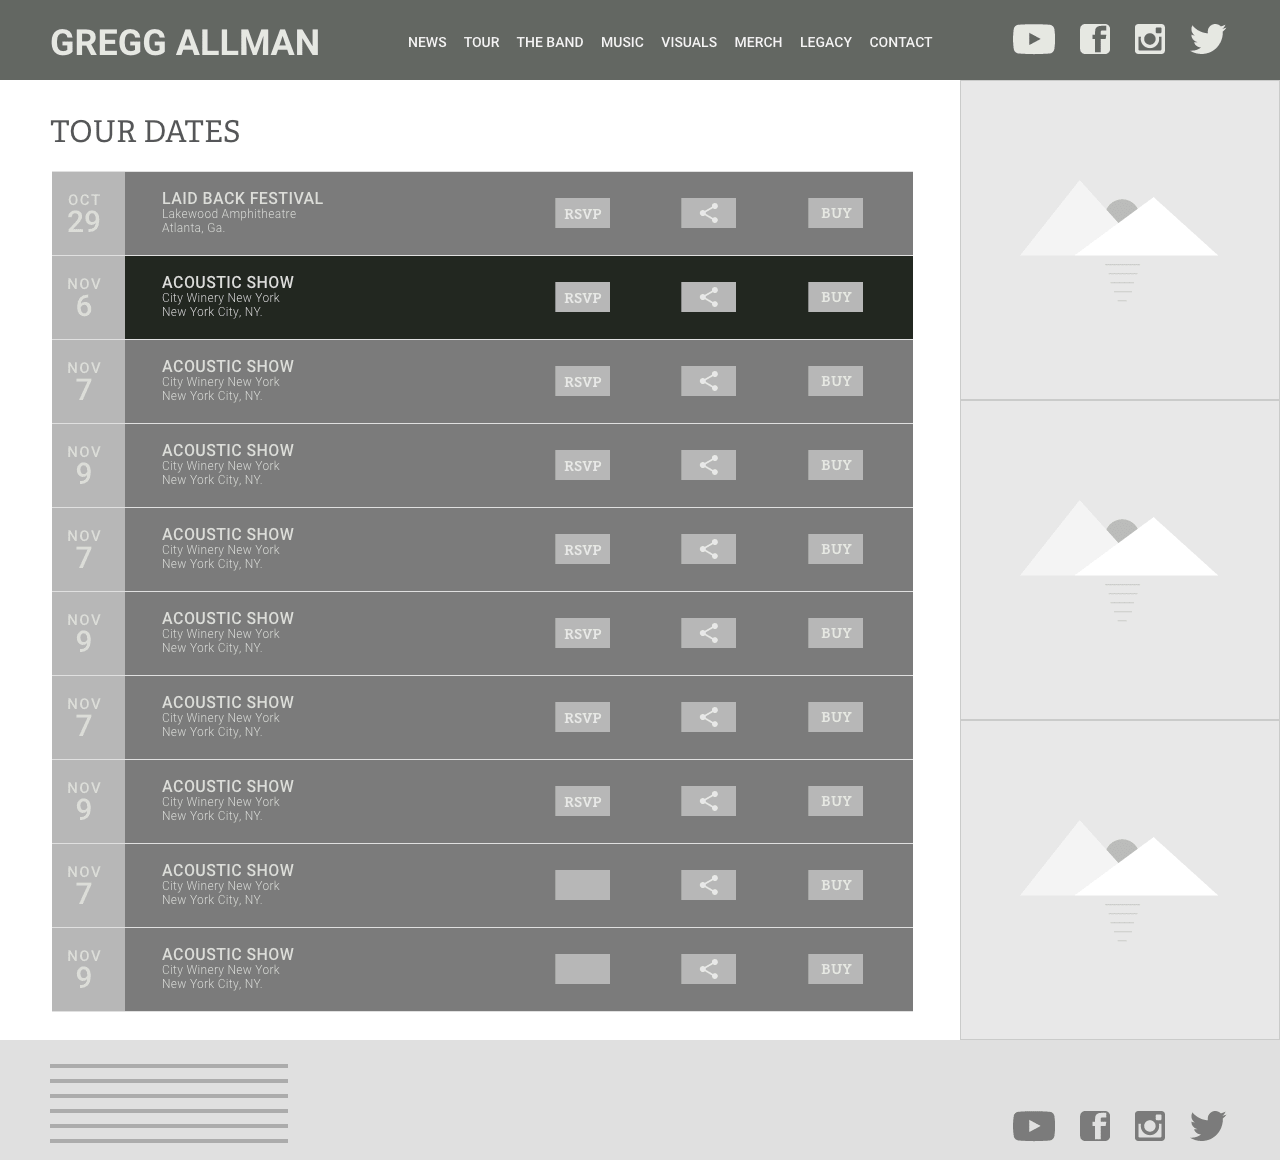 GREGG ALLMAN
NEWS TOUR THE BAND MUSIC VISUALS MERCH LEGACY CONTACT
TOUR DATES
OCT
29
LAID BACK FESTIVAL
Lakewood Amphitheatre
Atlanta, Ga.
RSVP
BUY
NOV
6
ACOUSTIC SHOW
City Winery New York
New York City, NY.
RSVP
BUY
NOV
7
ACOUSTIC SHOW
City Winery New York
New York City, NY.
RSVP
BUY
NOV
9
ACOUSTIC SHOW
City Winery New York
New York City, NY.
RSVP
BUY
NOV
7
ACOUSTIC SHOW
City Winery New York
New York City, NY.
RSVP
BUY
NOV
9
ACOUSTIC SHOW
City Winery New York
New York City, NY.
RSVP
BUY
NOV
7
ACOUSTIC SHOW
City Winery New York
New York City, NY.
RSVP
BUY
NOV
9
ACOUSTIC SHOW
City Winery New York
New York City, NY.
RSVP
BUY
NOV
7
ACOUSTIC SHOW
City Winery New York
New York City, NY.
BUY
NOV
9
ACOUSTIC SHOW
City Winery New York
New York City, NY.
BUY